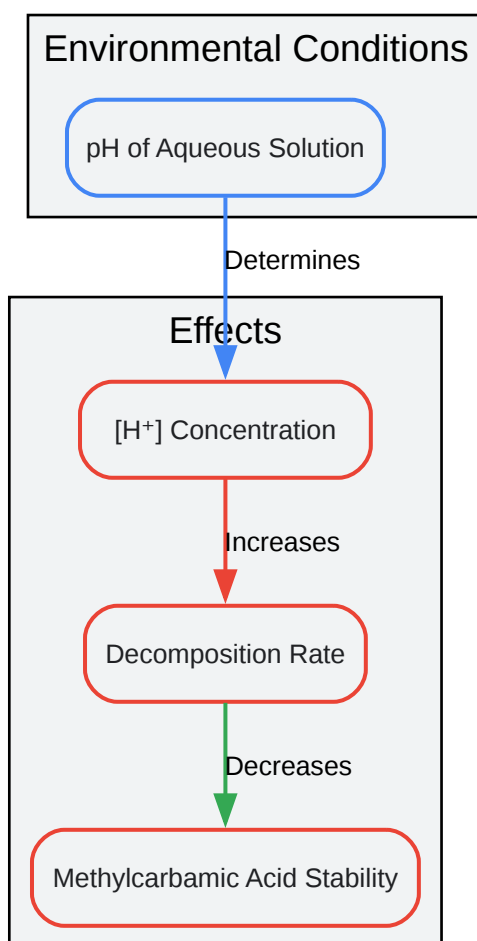 Environmental Conditions
pH of Aqueous Solution
Determines
Effects
[H⁺] Concentration
Increases
Decomposition Rate
Decreases
Methylcarbamic Acid Stability